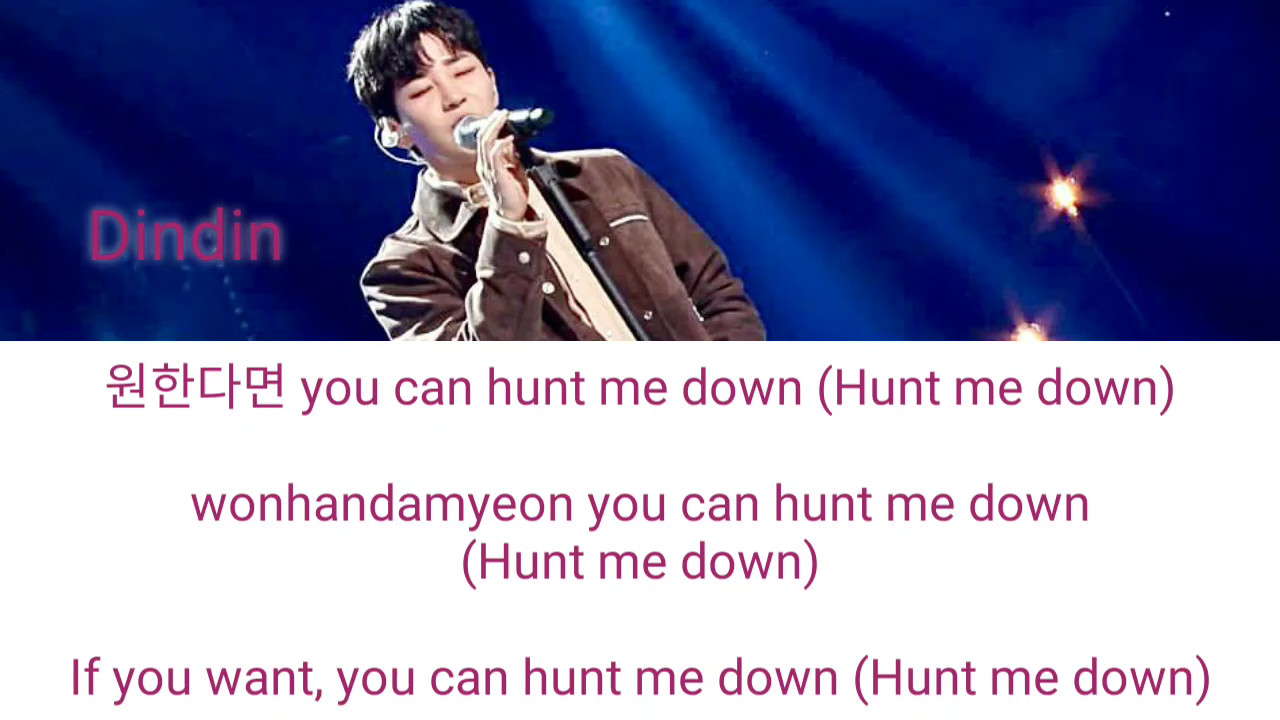 Dindin
원한다면 you can hunt me down (Hunt me down)
wonhandamyeon you can hunt me down
(Hunt me down)
If you want, you can hunt me down (Hunt me down)